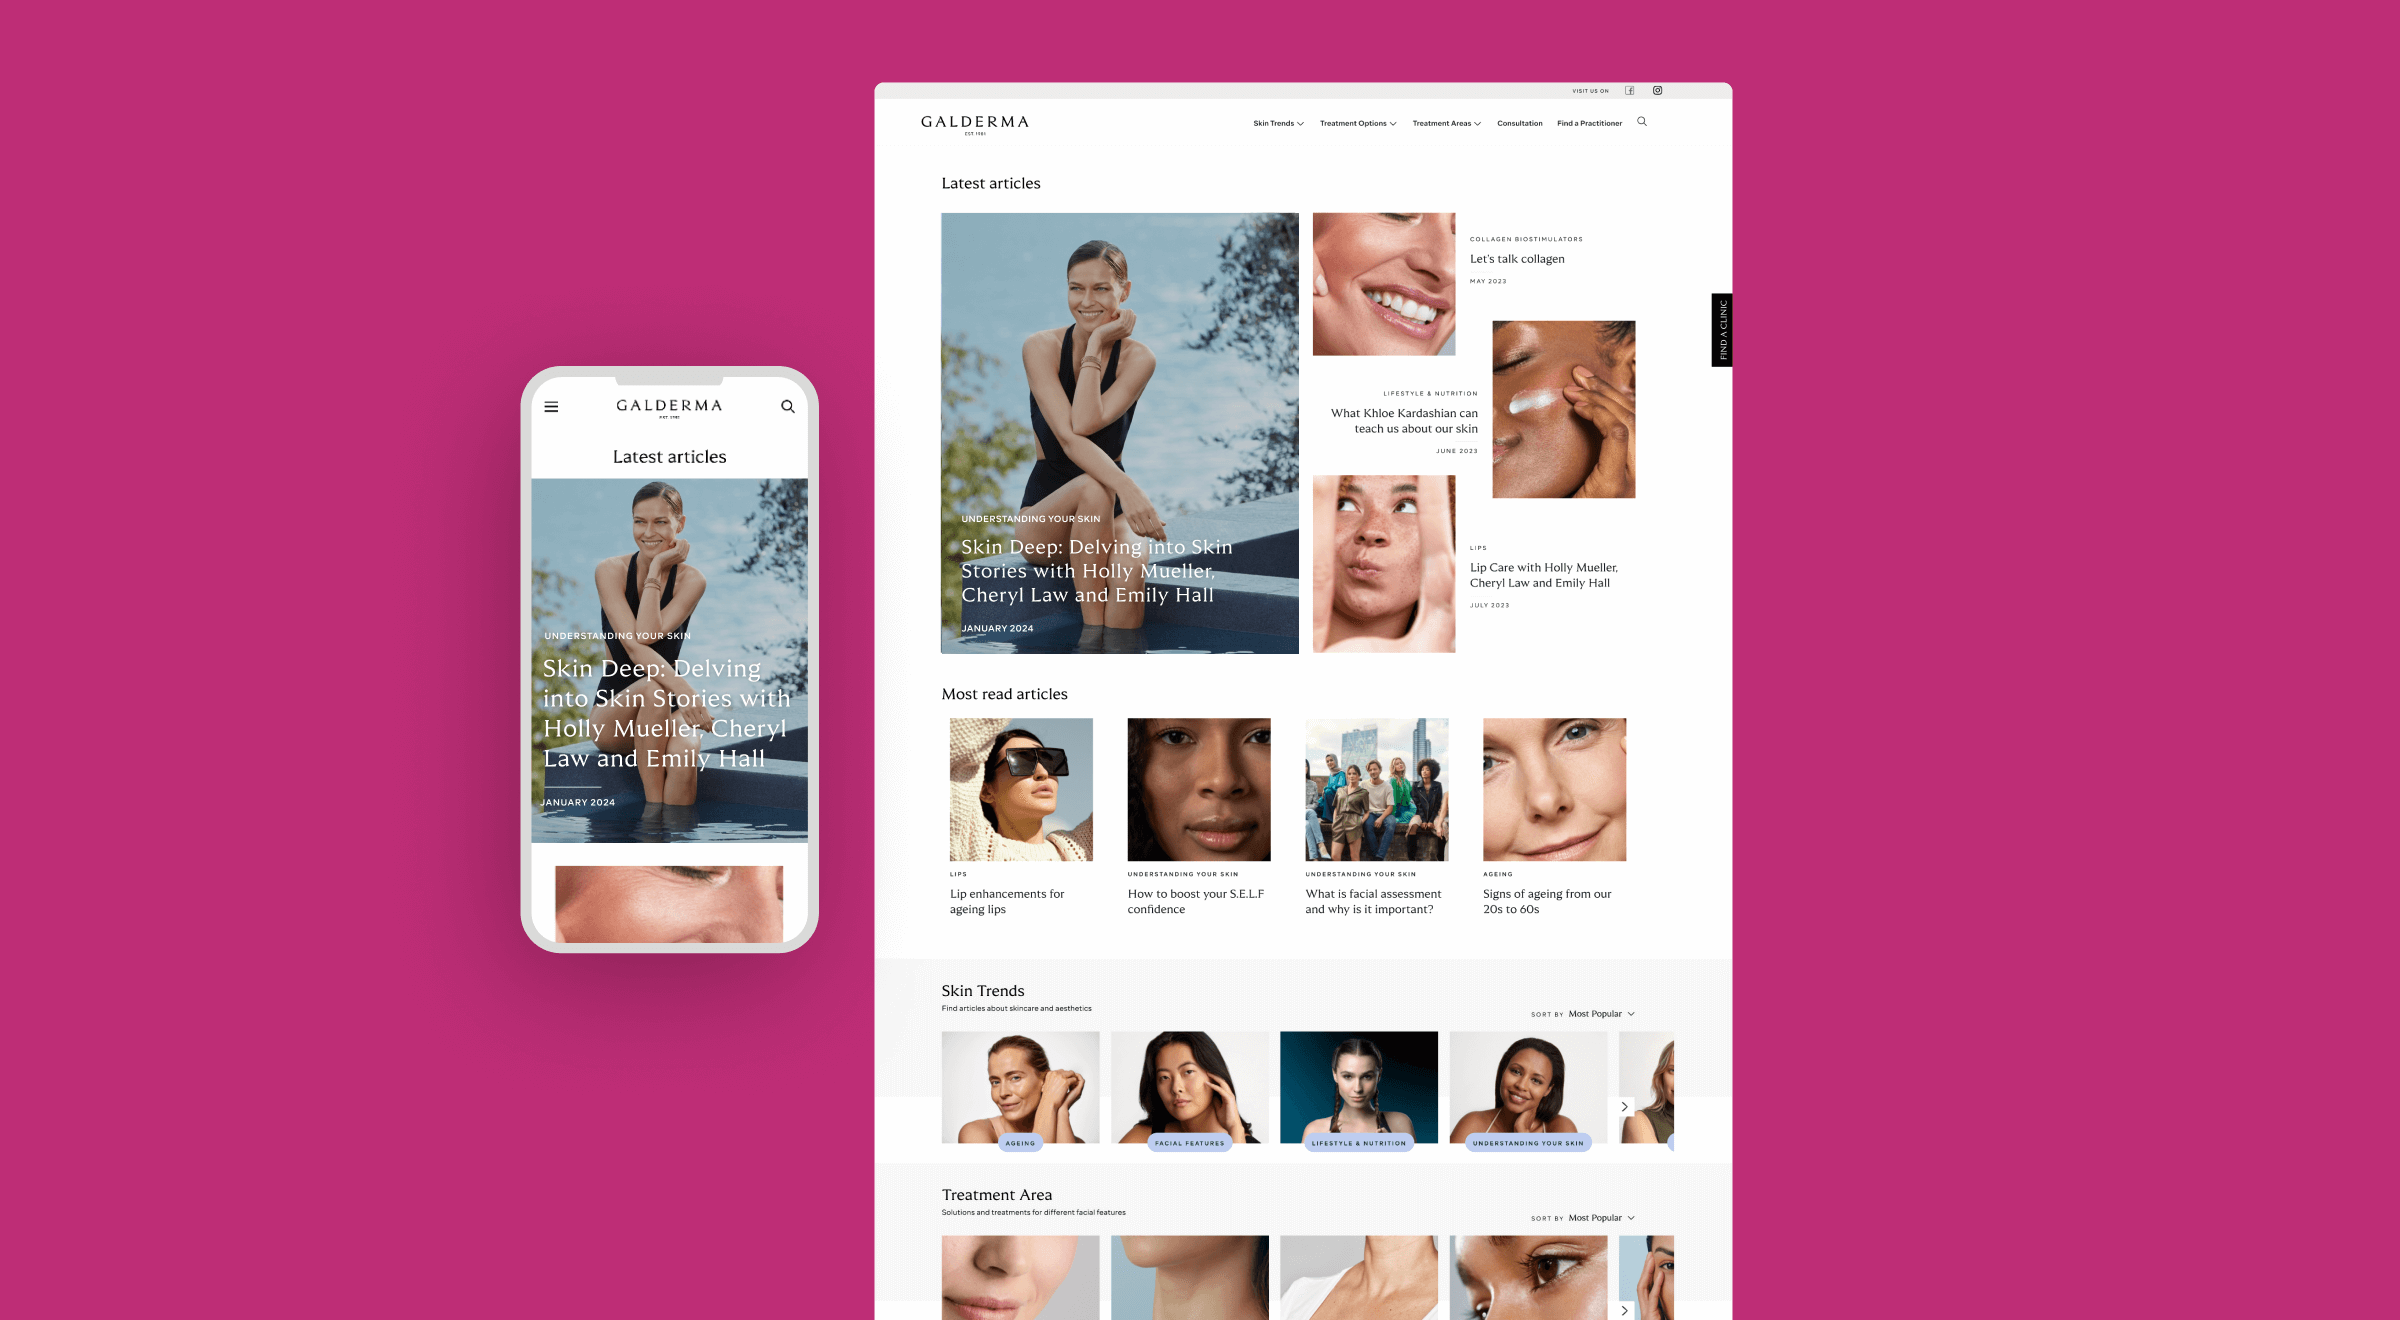 GALDERMA
Latest articles
UNDERSTANDING YOUR SKIN
Skin Deep: Delving
into Skin Stories with
Holly Mueller, Cheryl
Law and Emily Hall
JANUARY 2024
VISIT US ON
GALDERMA
EST. 1981
Skin Trends
Treatment Options
Treatment Areas
Consultation
Find a Practitioner
Latest articles
UNDERSTANDING YOUR SKIN
Skin Deep: Delving into Skin
Stories with Holly Mueller,
Cheryl Law and Emily Hall
JANUARY 2024
COLLAGEN BIOSTIMULATORS
Let's talk collagen
MAY 2023
FIND A CLINIC
LIFESTYLE & NUTRITION
What Khloe Kardashian can
teach us about our skin
JUNE 2023
LIPS
Lip Care with Holly Mueller,
Cheryl Law and Emily Hall
JULY 2023
Most read articles
LIPS
Lip enhancements for
ageing lips
UNDERSTANDING YOUR SKIN
How to boost your S.E.L.F
confidence
UNDERSTANDING YOUR SKIN
What is facial assessment
and why is it important?
AGEING
Signs of ageing from our
20s to 60s
Skin Trends
Find articles about skincare and aesthetics
SORT BY Most Popular
AGEING
FACIAL FEATURES
LIFESTYLE & NUTRITION
UNDERSTANDING YOUR SKIN
Treatment Area
Solutions and treatments for different facial features
SORT BY Most Popular